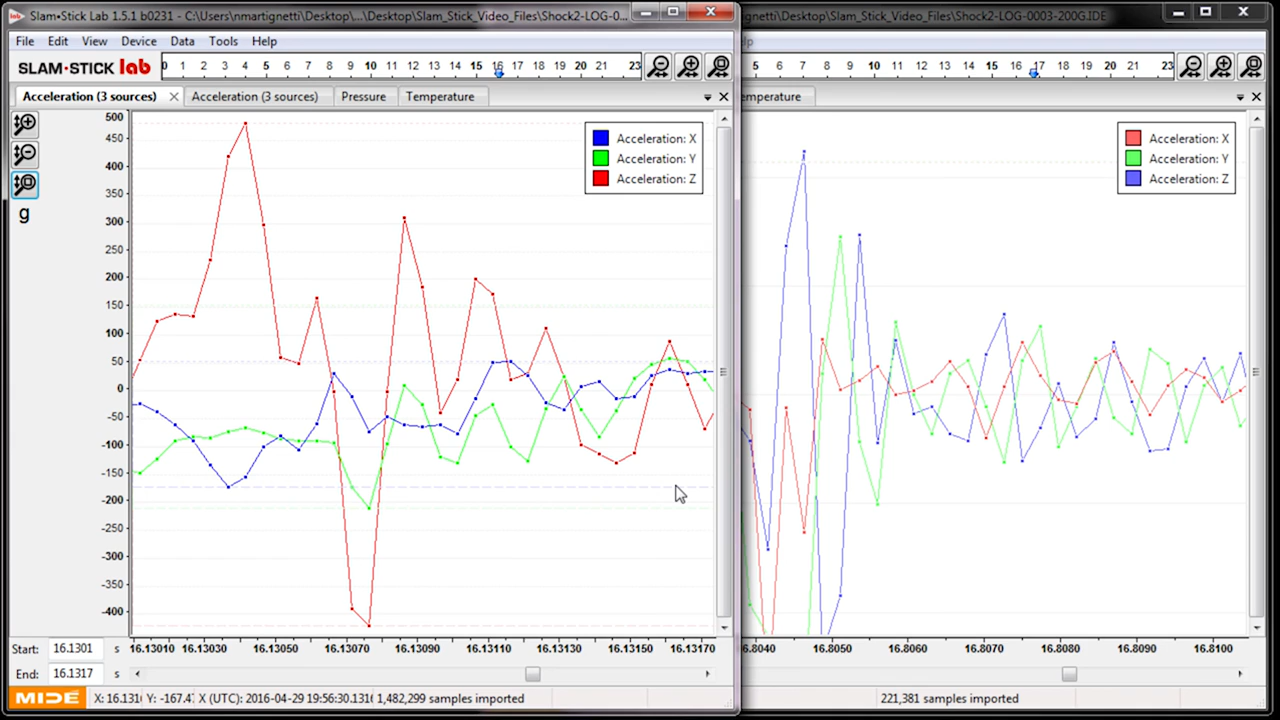 Slam•Stick Lab 1.5.1 b0231 - C:\Users\nmartignetti\Desktop\...\Desktop\Slam_Stick_Video_Files\Shock2-LOG-0...
File Edit View Device Data Tools Help
SLAM•STICK lab
0 1 2 3 4 5 6 7 8 9 10 11 12 13 14 15 16 17 18 19 20 21 23
Acceleration (3 sources) Acceleration (3 sources) Pressure Temperature
g
500
450
400
350
300
250
200
150
100
50
0
-50
-100
-150
-200
-250
-300
-350
-400
Acceleration: X
Acceleration: Y
Acceleration: Z
16.13010 16.13030 16.13050 16.13070 16.13090 16.13110 16.13130 16.13150 16.13170
Start: 16.1301 s
End: 16.1317 s
MIDÉ X: 16.131 Y: -167.4 X (UTC): 2016-04-29 19:56:30.1316 1,482,299 samples imported
nartignetti\Desktop\...\Desktop\Slam_Stick_Video_Files\Shock2-LOG-0003-200G.IDE
lp
5 6 7 8 9 10 11 12 13 14 15 16 17 18 19 20 21 23
emperature
Acceleration: X
Acceleration: Y
Acceleration: Z
16.8040 16.8050 16.8060 16.8070 16.8080 16.8090 16.8100
221,381 samples imported